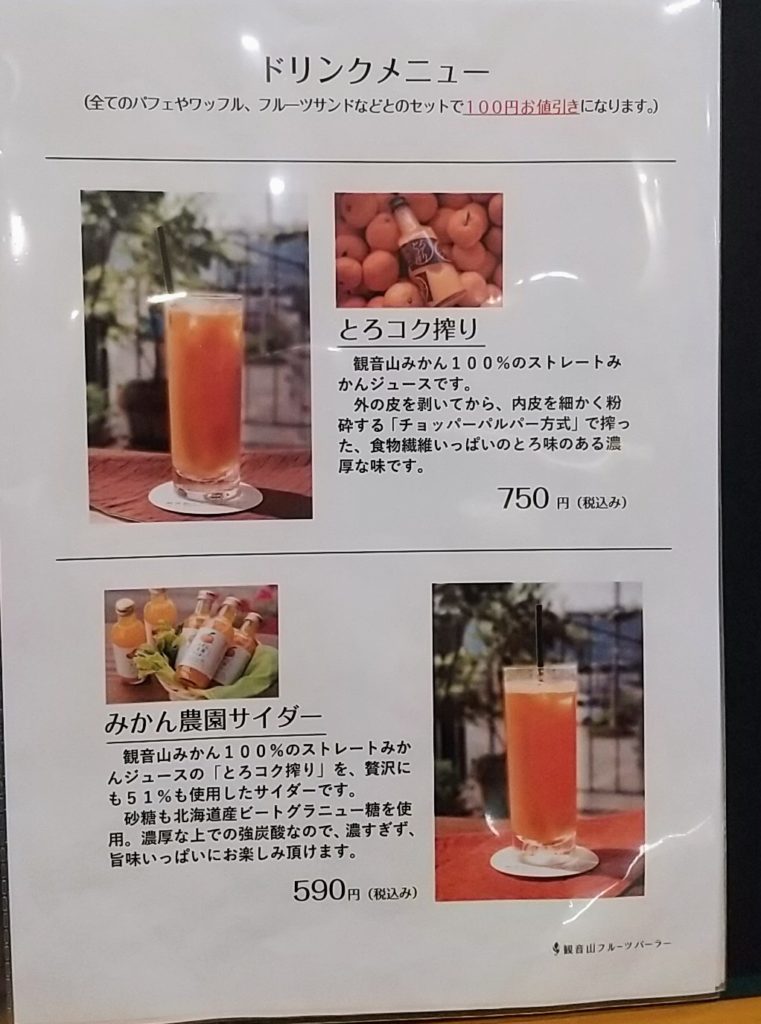 ドリンクメニュー
(全てのパフェやワッフル、フルーツサンドなどとのセットで100円お値引きになります。)
とろコク搾り
観音山みかん100%のストレートみ
かんジュースです。
外の皮を剥いてから、内皮を細かく粉
砕する「チョッパーパルパー方式」で搾っ
た、食物繊維いっぱいのとろ味のある濃
厚な味です。
750円(税込み)
みかん農園サイダー
観音山みかん100%のストレートみか
んジュースの「とろコク搾り」を、贅沢に
も51%も使用したサイダーです。
砂糖も北海道産ビートグラニュー糖を使
用。濃厚な上での強炭酸なので、濃すぎず、
旨味いっぱいにお楽しみ頂けます。
590円(税込み)
観音山フルーツパーラー